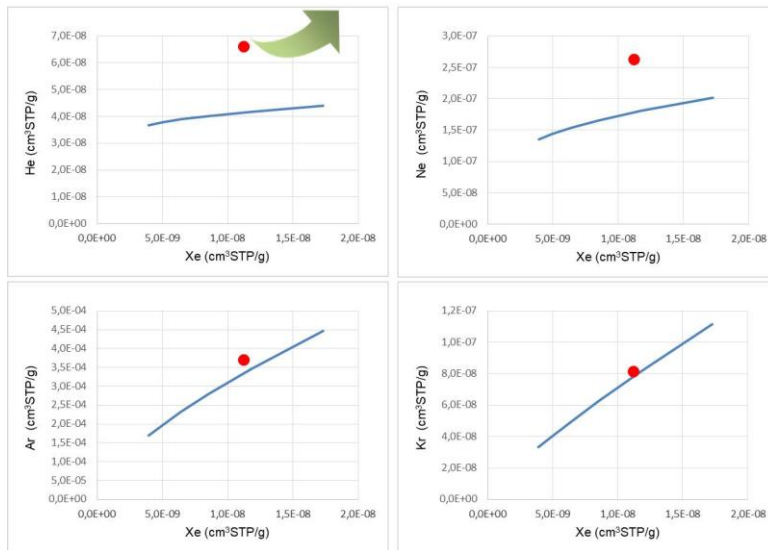 7,0E-08
6,0E-08
5,0E-08
4,0E-08
3,0E-08
2,0E-08
1,0E-08
0,0E+00
He (cm³STP/g)
0,0E+00 5,0E-09 1,0E-08 1,5E-08 2,0E-08
Xe (cm³STP/g)
3,0E-07
2,5E-07
2,0E-07
1,5E-07
1,0E-07
5,0E-08
0,0E+00
Ne (cm³STP/g)
0,0E+00 5,0E-09 1,0E-08 1,5E-08 2,0E-08
Xe (cm³STP/g)
5,0E-04
4,5E-04
4,0E-04
3,5E-04
3,0E-04
2,5E-04
2,0E-04
1,5E-04
1,0E-04
5,0E-05
0,0E+00
Ar (cm³STP/g)
0,0E+00 5,0E-09 1,0E-08 1,5E-08 2,0E-08
Xe (cm³STP/g)
1,2E-07
1,0E-07
8,0E-08
6,0E-08
4,0E-08
2,0E-08
0,0E+00
Kr (cm³STP/g)
0,0E+00 5,0E-09 1,0E-08 1,5E-08 2,0E-08
Xe (cm³STP/g)